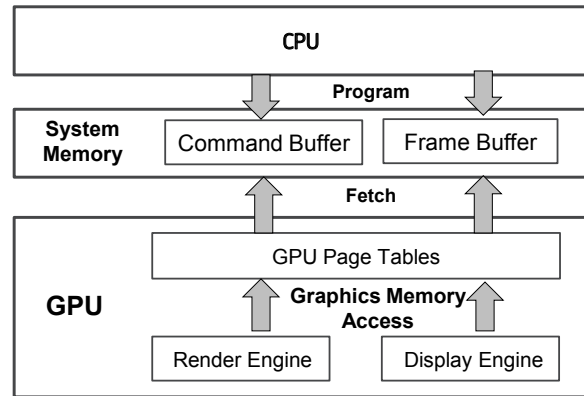 CPU
Program
System
Memory
Command Buffer
Frame Buffer
Fetch
GPU Page Tables
GPU
Graphics Memory
Access
Render Engine
Display Engine